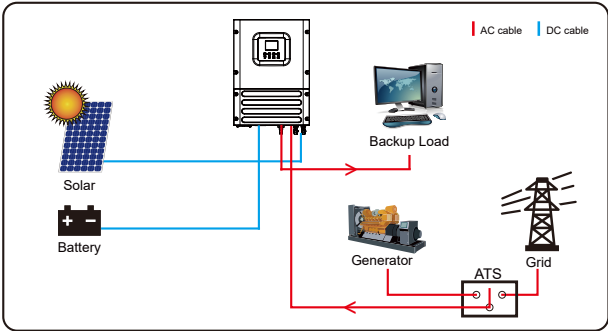 AC cable
DC cable
Backup Load
Solar
+ −
Battery
Generator
ATS
Grid